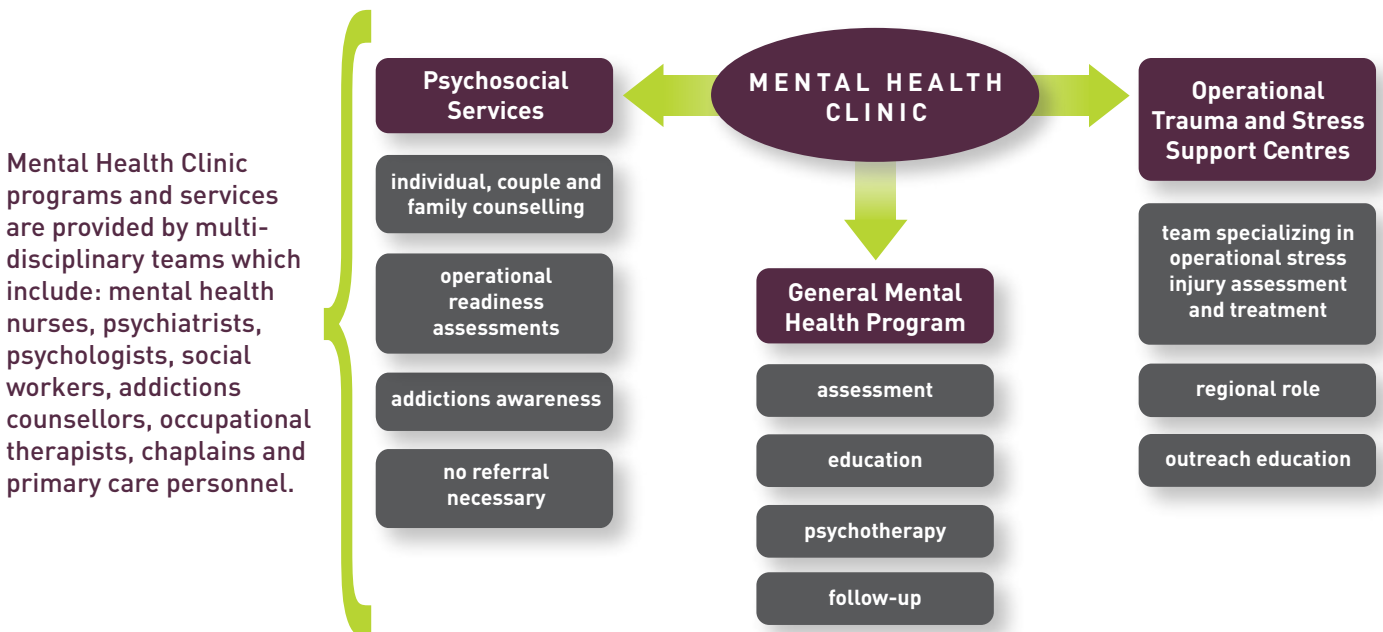 Mental Health Clinic
programs and services
are provided by multi-
disciplinary teams which
include: mental health
nurses, psychiatrists,
psychologists, social
workers, addictions
counsellors, occupational
therapists, chaplains and
primary care personnel.
MENTAL HEALTH
CLINIC
Psychosocial
Services
individual, couple and
family counselling
operational
readiness
assessments
addictions awareness
no referral
necessary
General Mental
Health Program
assessment
education
psychotherapy
follow-up
Operational
Trauma and Stress
Support Centres
team specializing in
operational stress
injury assessment
and treatment
regional role
outreach education